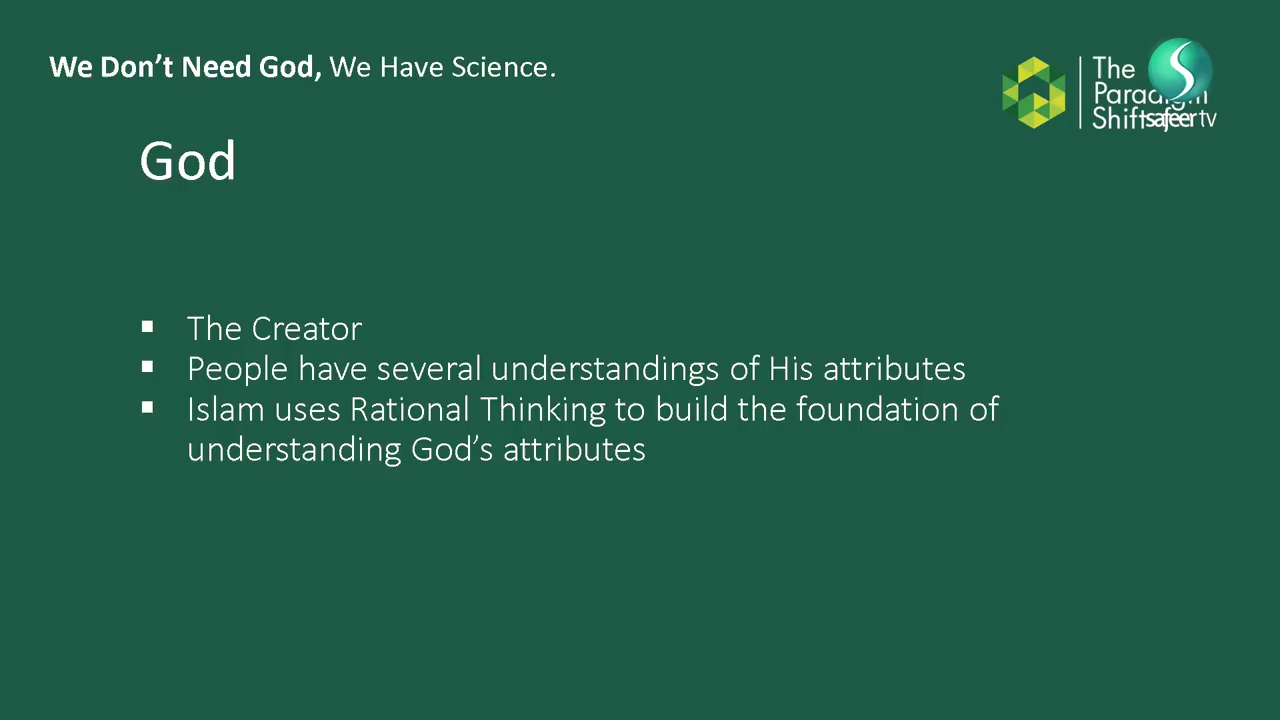 We Don’t Need God, We Have Science.
The
Paradigm
Shift
safeer tv
God
▪ The Creator
▪ People have several understandings of His attributes
▪ Islam uses Rational Thinking to build the foundation of
understanding God’s attributes